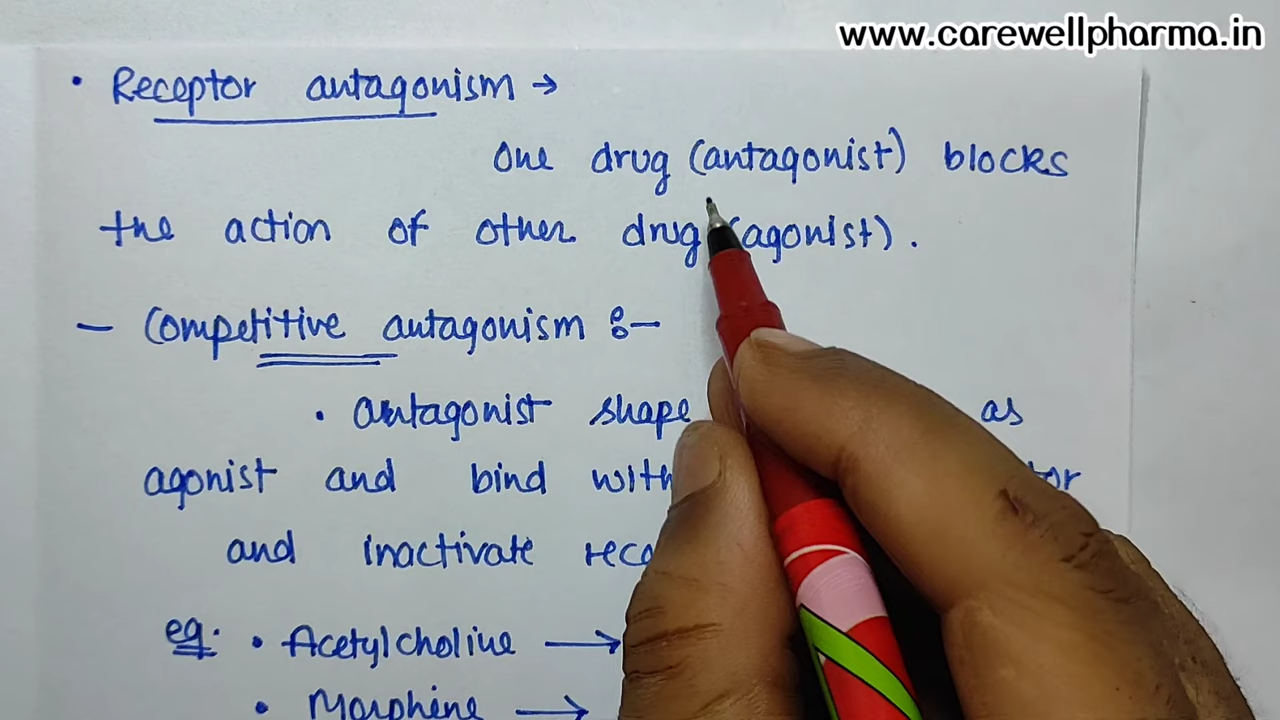 www.carewellpharma.in
• Receptor antagonism →
One drug (antagonist) blocks
the action of other drug (agonist).
– Competitive antagonism :–
• antagonist shape as
agonist and bind with
and inactivate
eg. • Acetylcholine →
• Morphine →